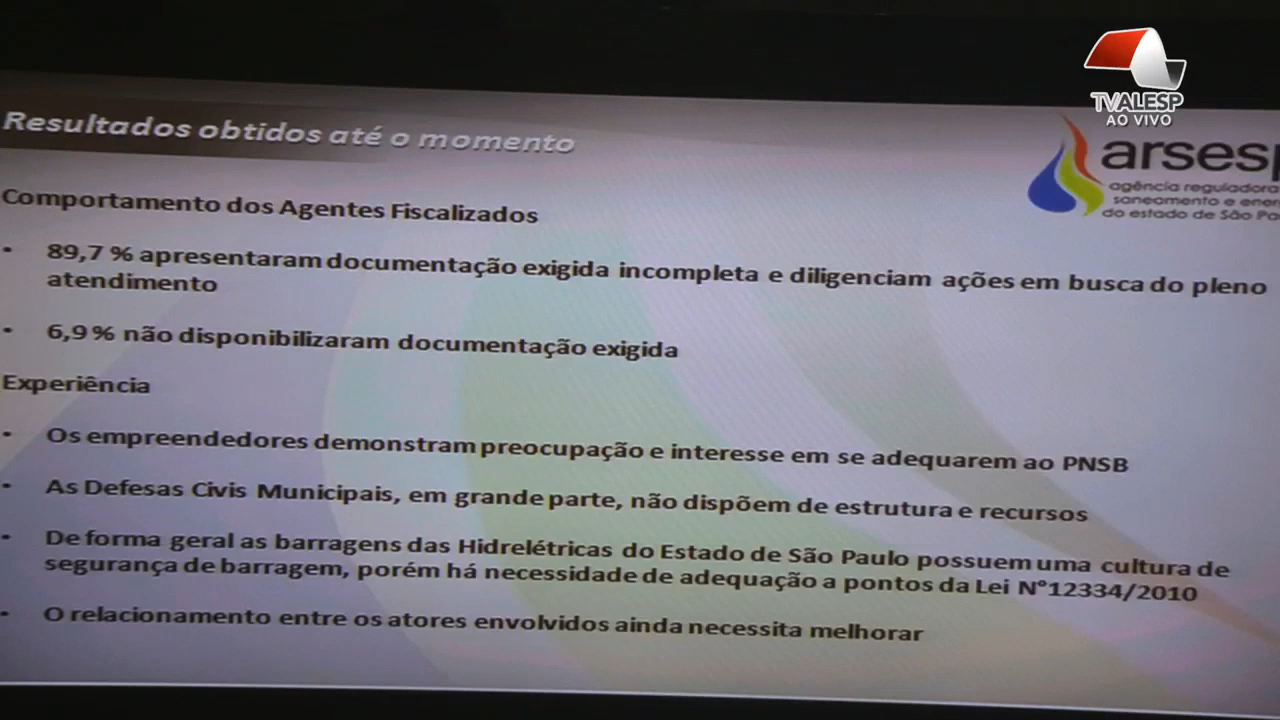 TVALESP
AO VIVO
Resultados obtidos até o momento
arsesp
agência reguladora
saneamento e ener
do estado de São Pa
Comportamento dos Agentes Fiscalizados
• 89,7 % apresentaram documentação exigida incompleta e diligenciam ações em busca do pleno
atendimento
• 6,9 % não disponibilizaram documentação exigida
Experiência
• Os empreendedores demonstram preocupação e interesse em se adequarem ao PNSB
• As Defesas Civis Municipais, em grande parte, não dispõem de estrutura e recursos
• De forma geral as barragens das Hidrelétricas do Estado de São Paulo possuem uma cultura de
segurança de barragem, porém há necessidade de adequação a pontos da Lei Nº12334/2010
• O relacionamento entre os atores envolvidos ainda necessita melhorar